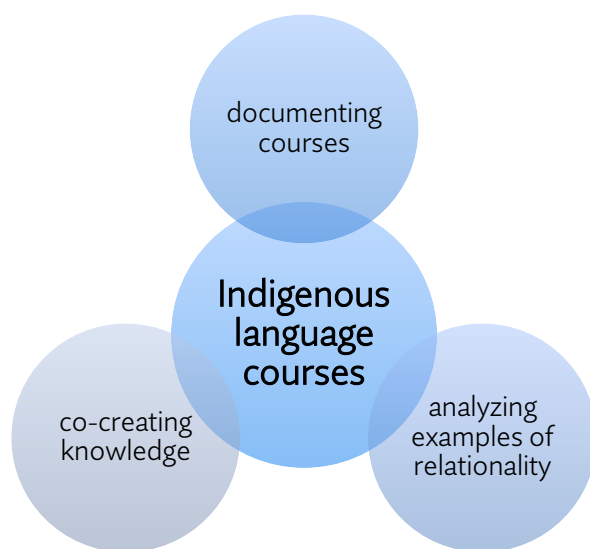 documenting
courses
Indigenous
language
courses
co-creating
knowledge
analyzing
examples of
relationality